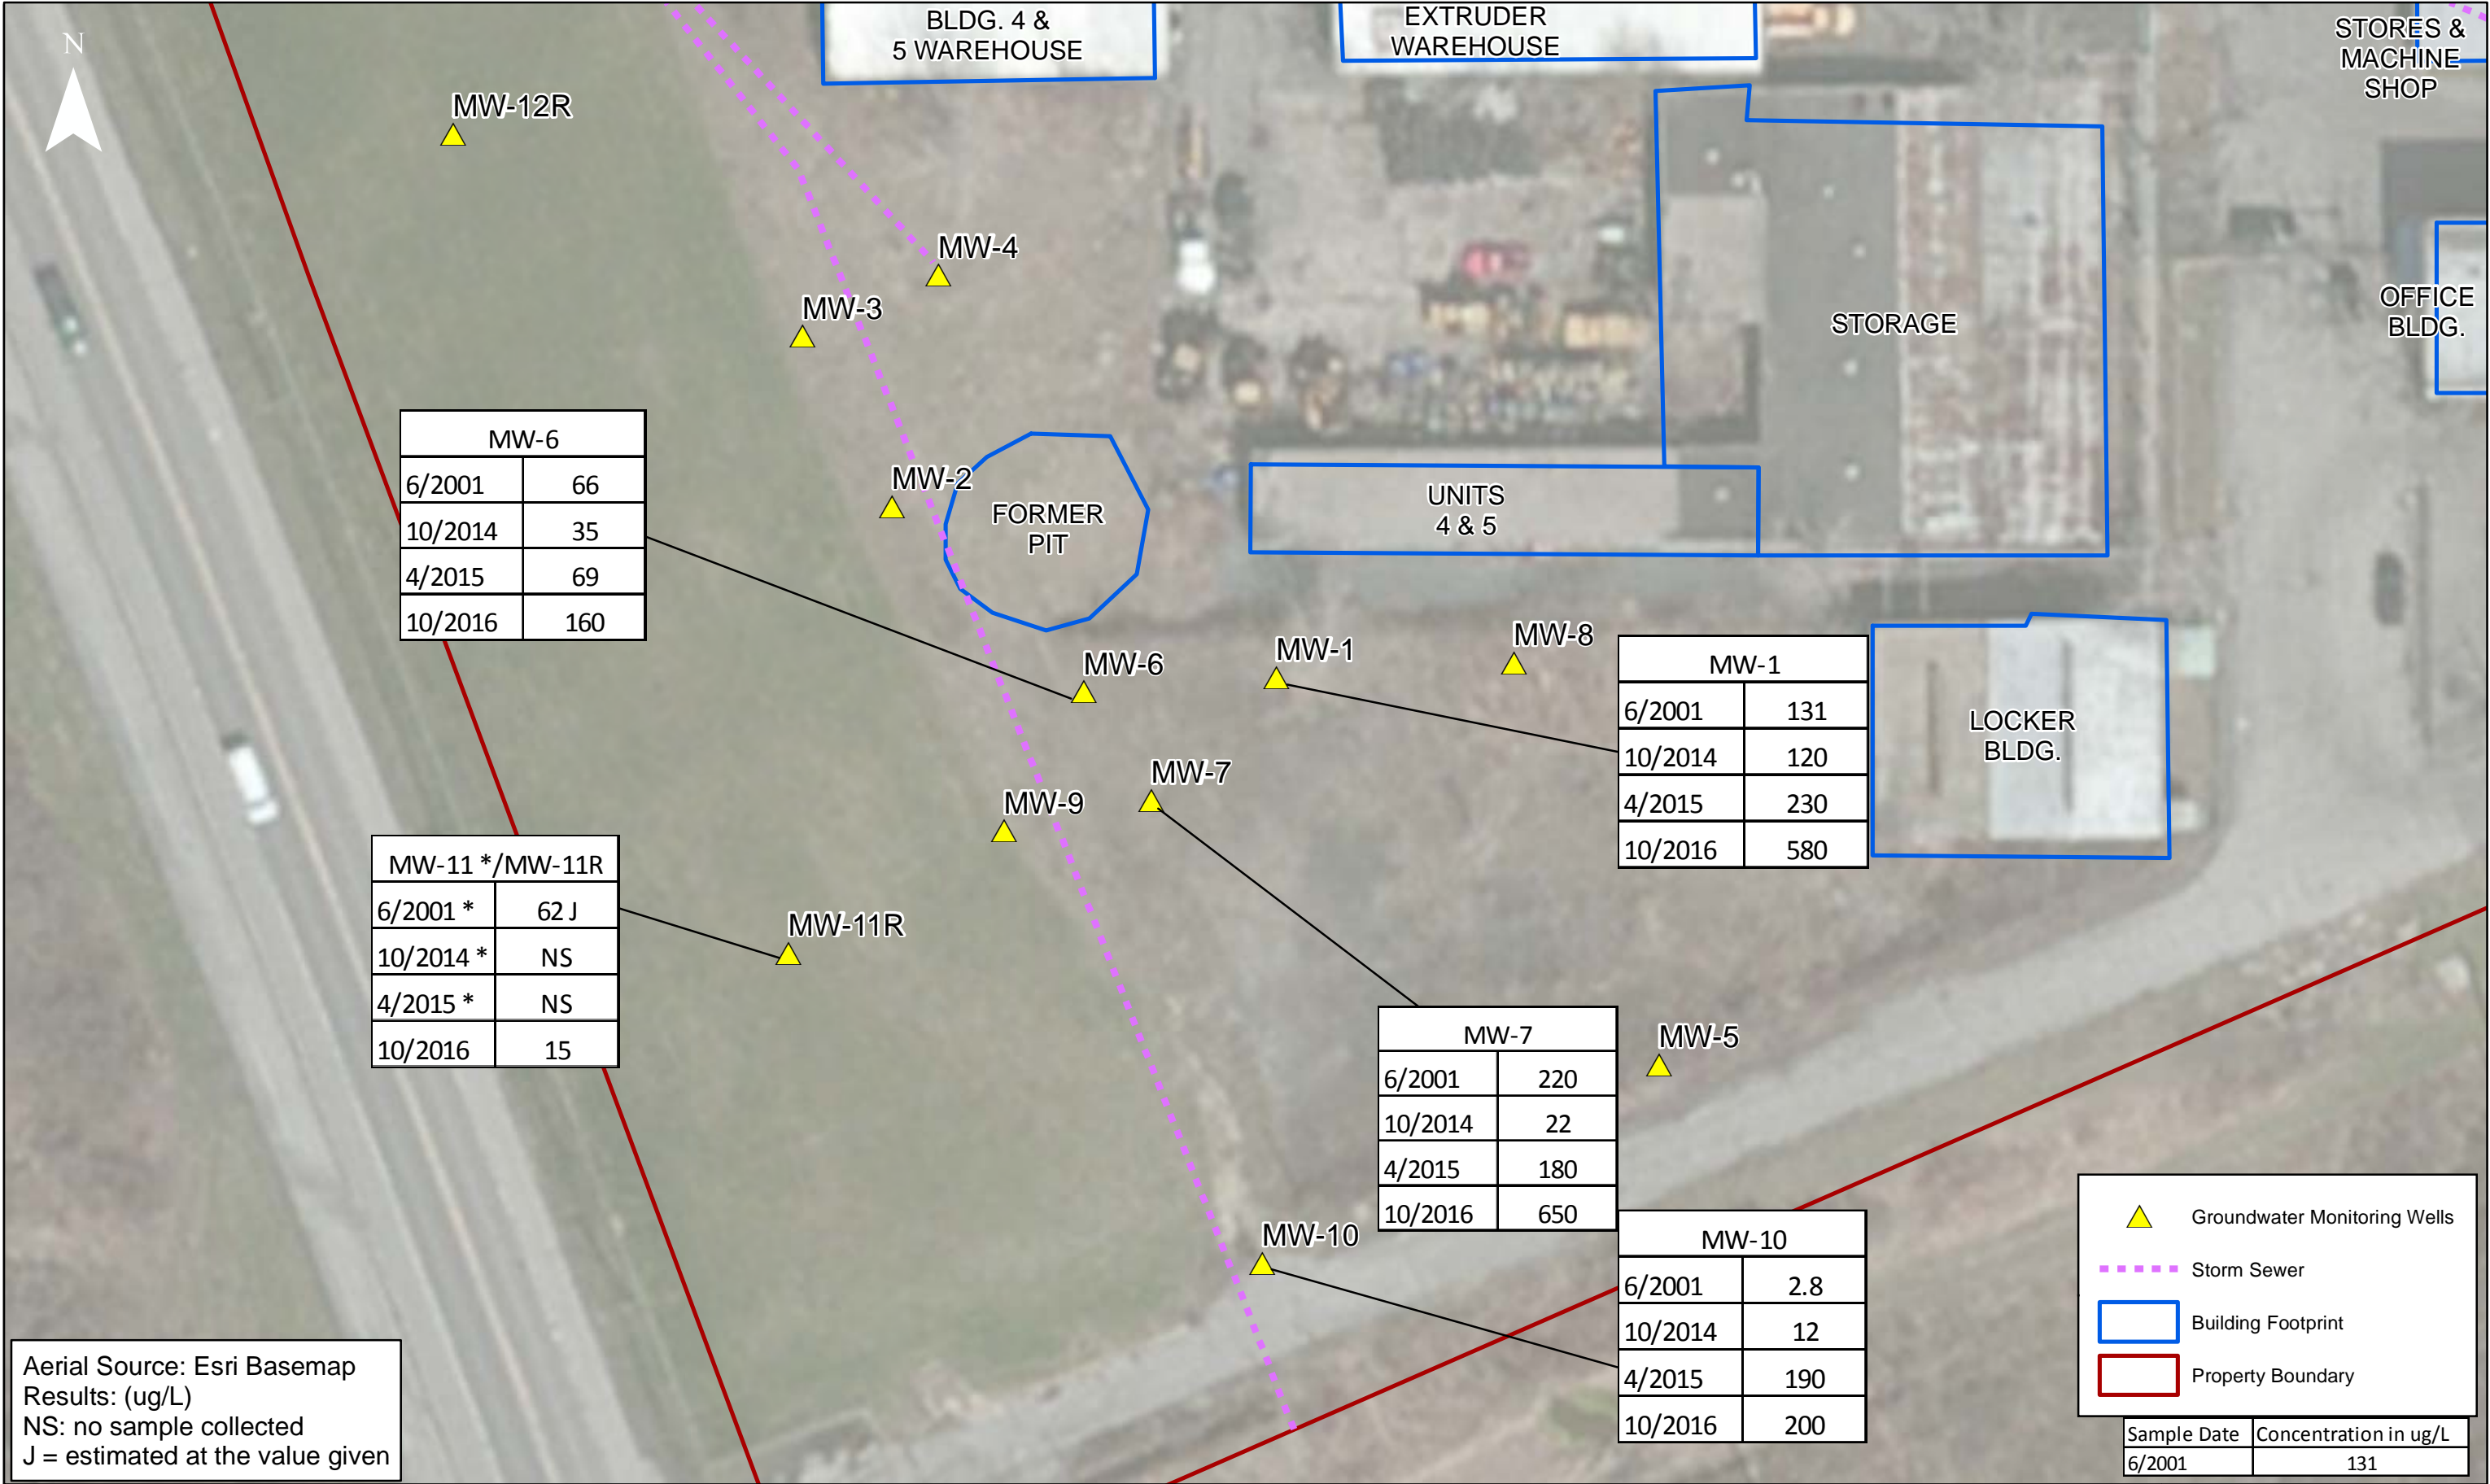 BLDG. 4 &
5 WAREHOUSE
EXTRUDER
WAREHOUSE
STORES &
MACHINE
SHOP
N
MW-12R
MW-4
MW-3
STORAGE
OFFICE
BLDG.
MW-6
6/2001 66
10/2014 35
4/2015 69
10/2016 160
MW-2
FORMER
PIT
UNITS
4 & 5
MW-6
MW-1
MW-8
MW-1
6/2001 131
10/2014 120
4/2015 230
10/2016 580
LOCKER
BLDG.
MW-7
MW-9
MW-11 */MW-11R
6/2001 * 62 J
10/2014 * NS
4/2015 * NS
10/2016 15
MW-11R
MW-7
6/2001 220
10/2014 22
4/2015 180
10/2016 650
MW-5
MW-10
MW-10
6/2001 2.8
10/2014 12
4/2015 190
10/2016 200
Groundwater Monitoring Wells
Storm Sewer
Building Footprint
Property Boundary
Sample Date Concentration in ug/L
6/2001 131
Aerial Source: Esri Basemap
Results: (ug/L)
NS: no sample collected
J = estimated at the value given